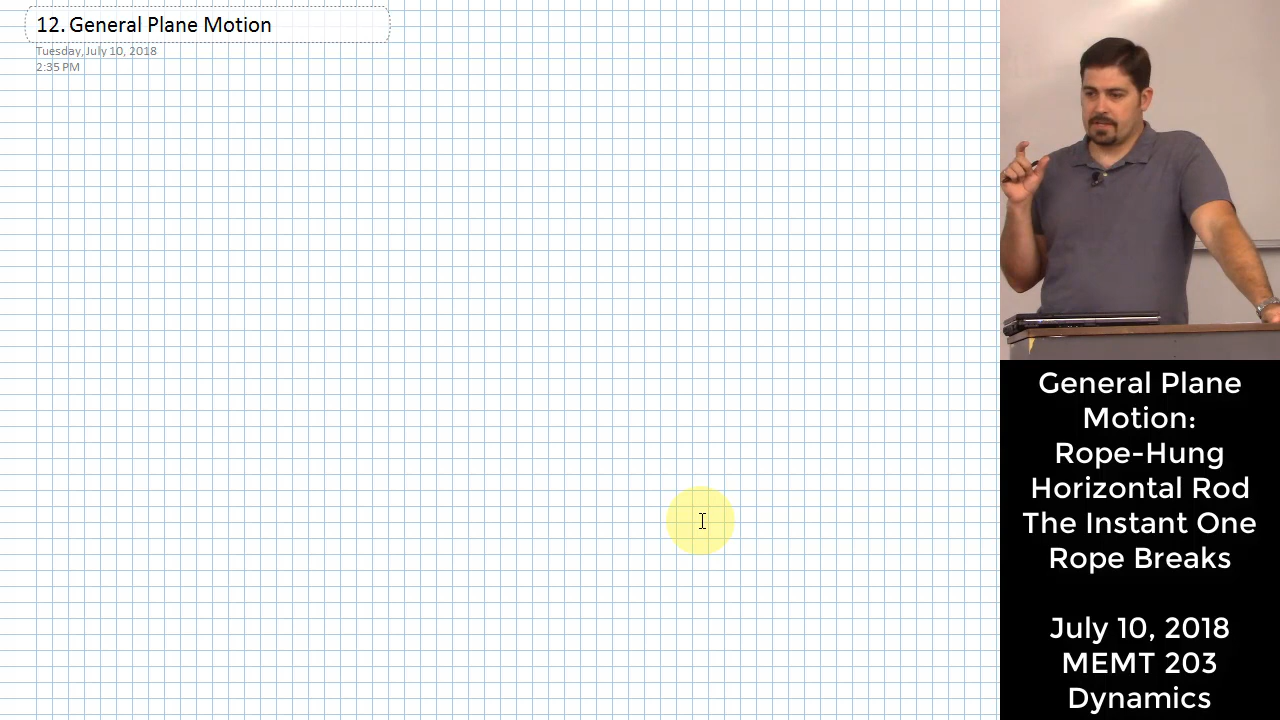 12. General Plane Motion
Tuesday, July 10, 2018
2:35 PM
General Plane
Motion:
Rope-Hung
Horizontal Rod
The Instant One
Rope Breaks
July 10, 2018
MEMT 203
Dynamics